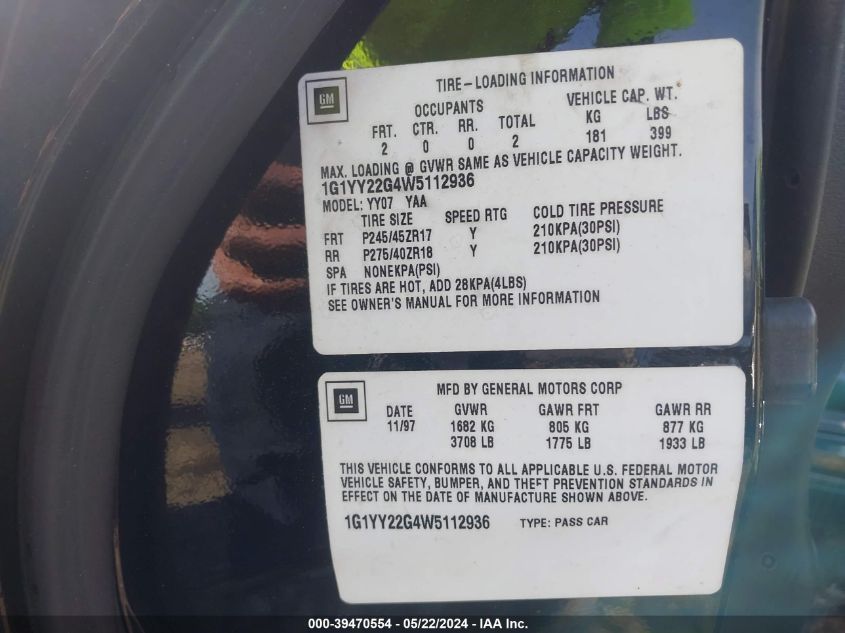 GM
TIRE-LOADING INFORMATION
OCCUPANTS VEHICLE CAP. WT.
FRT. CTR. RR. TOTAL KG LBS
2 0 0 2 181 399
MAX. LOADING @ GVWR SAME AS VEHICLE CAPACITY WEIGHT.
1G1YY22G4W5112936
MODEL: YY07 YAA
TIRE SIZE SPEED RTG COLD TIRE PRESSURE
FRT P245/45ZR17 Y 210KPA(30PSI)
RR P275/40ZR18 Y 210KPA(30PSI)
SPA NONEKPA(PSI)
IF TIRES ARE HOT, ADD 28KPA(4LBS)
SEE OWNER'S MANUAL FOR MORE INFORMATION
GM
MFD BY GENERAL MOTORS CORP
DATE GVWR GAWR FRT GAWR RR
11/97 1682 KG 805 KG 877 KG
3708 LB 1775 LB 1933 LB
THIS VEHICLE CONFORMS TO ALL APPLICABLE U.S. FEDERAL MOTOR
VEHICLE SAFETY, BUMPER, AND THEFT PREVENTION STANDARDS IN
EFFECT ON THE DATE OF MANUFACTURE SHOWN ABOVE.
1G1YY22G4W5112936 TYPE: PASS CAR
000-39470554 - 05/22/2024 - IAA Inc.